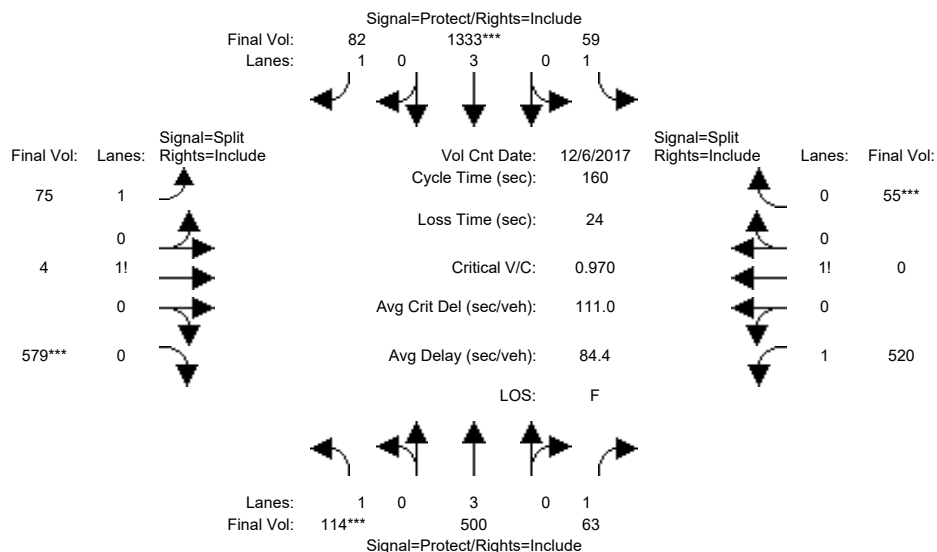 Signal=Protect/Rights=Include
Final Vol: 82 1333*** 59
Lanes: 1 0 3 0 1
Signal=Split
Final Vol: Lanes: Rights=Include
Vol Cnt Date: 12/6/2017
Signal=Split
Rights=Include Lanes: Final Vol:
Cycle Time (sec): 160
75 1
0 55***
Loss Time (sec): 24
0
0
4 1!
Critical V/C: 0.970
1! 0
0
Avg Crit Del (sec/veh): 111.0
0
579*** 0
Avg Delay (sec/veh): 84.4
1 520
LOS: F
Lanes: 1 0 3 0 1
Final Vol: 114*** 500 63
Signal=Protect/Rights=Include